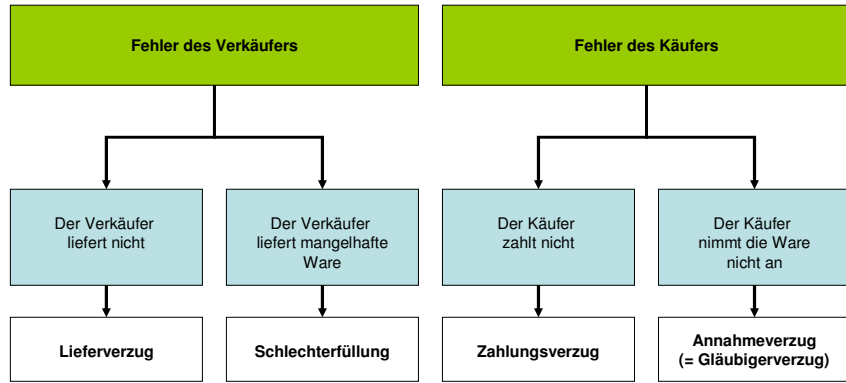 Fehler des Verkäufers
Fehler des Käufers
Der Verkäufer
liefert nicht
Der Verkäufer
liefert mangelhafte
Ware
Der Käufer
zahlt nicht
Der Käufer
nimmt die Ware
nicht an
Lieferverzug
Schlechterfüllung
Zahlungsverzug
Annahmeverzug
(= Gläubigerverzug)